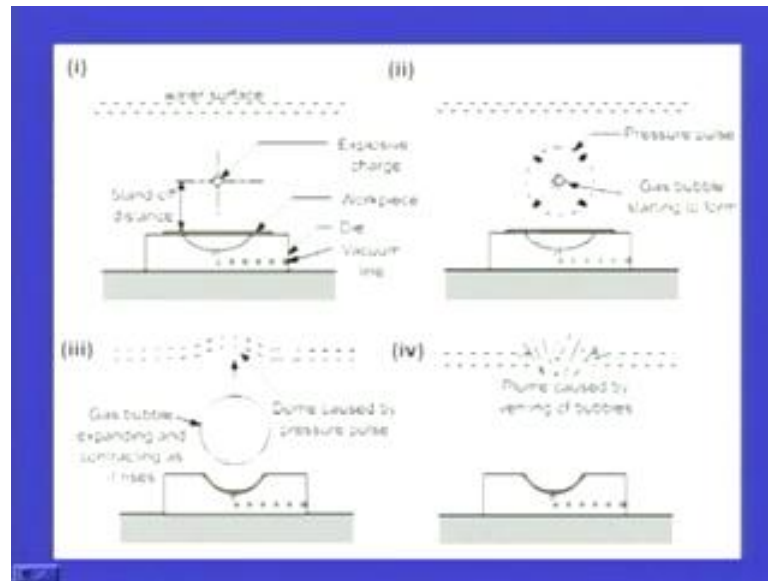 (i)
water surface
Explosive
charge
Stand off
distance
Workpiece
Die
Vacuum
line
(ii)
Pressure pulse
Gas bubble
starting to form
(iii)
Gas bubble
expanding and
contracting as
it rises
Dome caused by
pressure pulse
(iv)
Plume caused by
venting of bubbles